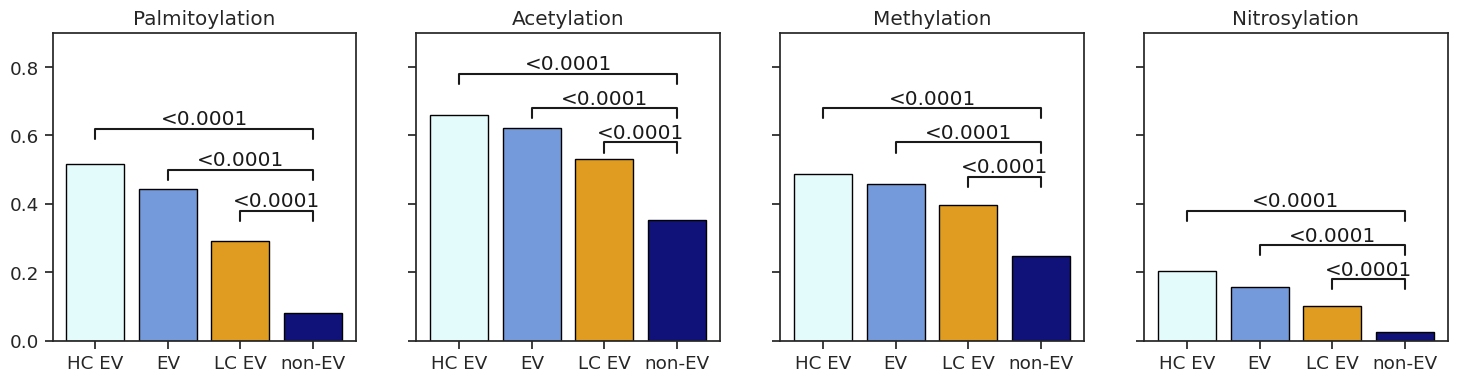 Palmitoylation
Acetylation
Methylation
Nitrosylation
0.8
0.6
0.4
0.2
0.0
<0.0001
<0.0001
<0.0001
<0.0001
<0.0001
<0.0001
<0.0001
<0.0001
<0.0001
<0.0001
<0.0001
<0.0001
HC EV EV LC EV non-EV
HC EV EV LC EV non-EV
HC EV EV LC EV non-EV
HC EV EV LC EV non-EV